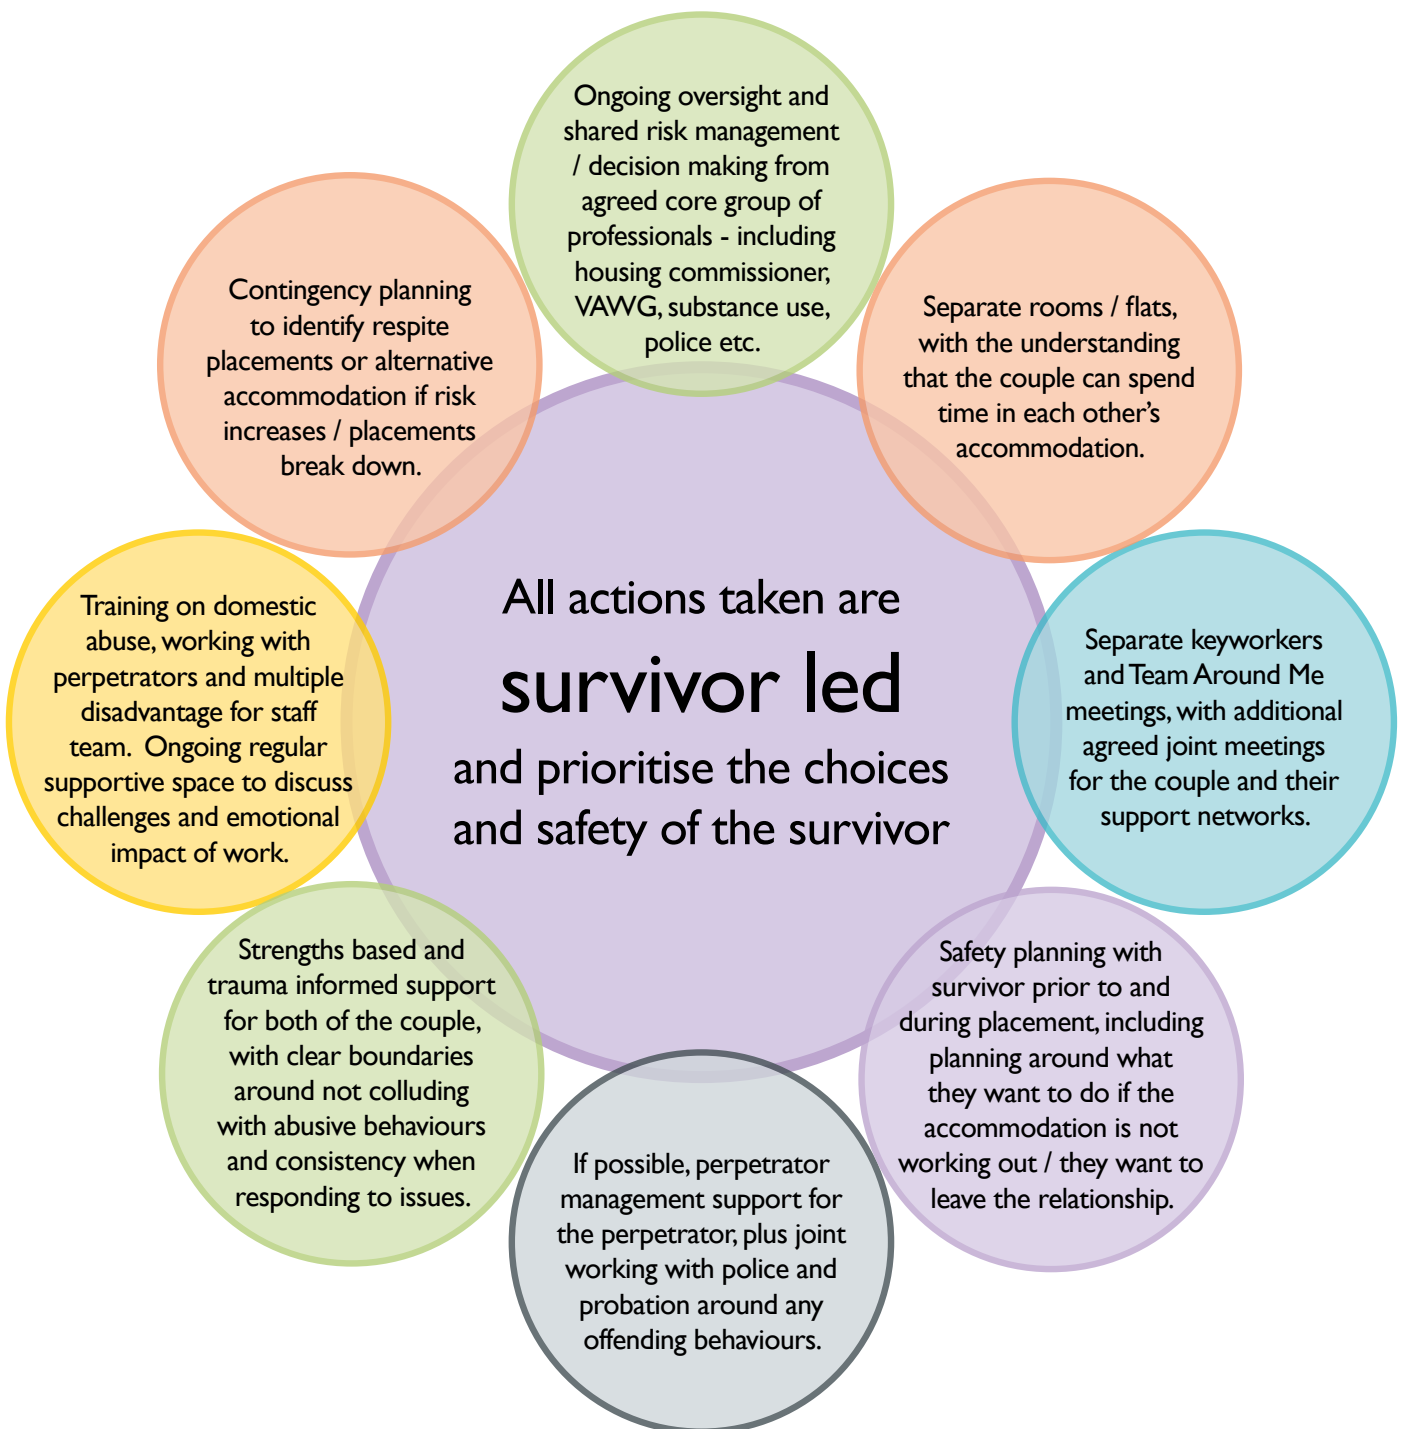 Ongoing oversight and
shared risk management
/ decision making from
agreed core group of
professionals - including
housing commissioner,
VAWG, substance use,
police etc.
Separate rooms / flats,
with the understanding
that the couple can spend
time in each other’s
accommodation.
Separate keyworkers
and Team Around Me
meetings, with additional
agreed joint meetings
for the couple and their
support networks.
Safety planning with
survivor prior to and
during placement, including
planning around what
they want to do if the
accommodation is not
working out / they want to
leave the relationship.
If possible, perpetrator
management support for
the perpetrator, plus joint
working with police and
probation around any
offending behaviours.
Strengths based and
trauma informed support
for both of the couple,
with clear boundaries
around not colluding
with abusive behaviours
and consistency when
responding to issues.
Training on domestic
abuse, working with
perpetrators and multiple
disadvantage for staff
team.  Ongoing regular
supportive space to discuss
challenges and emotional
impact of work.
Contingency planning
to identify respite
placements or alternative
accommodation if risk
increases / placements
break down.
All actions taken are
survivor led
and prioritise the choices
and safety of the survivor